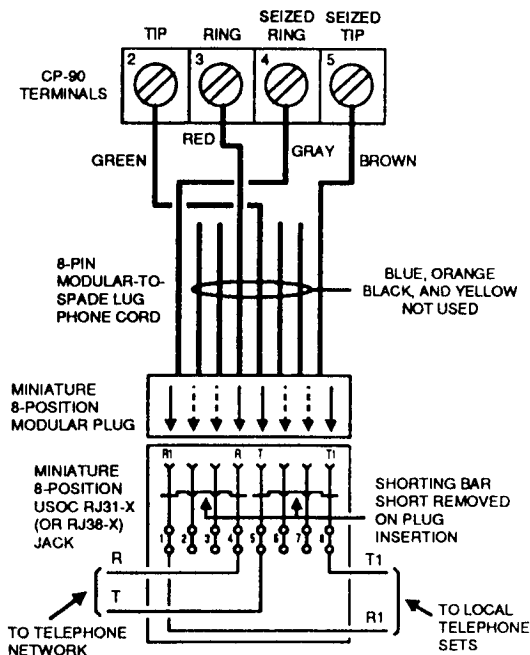 TIP
RING
SEIZED
RING
SEIZED
TIP
2
3
4
5
CP-90
TERMINALS
GREEN
RED
GRAY
BROWN
8-PIN
MODULAR-TO-
SPADE LUG
PHONE CORD
BLUE, ORANGE
BLACK, AND YELLOW
NOT USED
MINIATURE
8-POSITION
MODULAR PLUG
R1
R
T
T1
MINIATURE
8-POSITION
USOC RJ31-X
(OR RJ38-X)
JACK
SHORTING BAR
SHORT REMOVED
ON PLUG
INSERTION
1
2
3
4
5
6
7
8
R
T1
T
R1
TO TELEPHONE
NETWORK
TO LOCAL
TELEPHONE
SETS